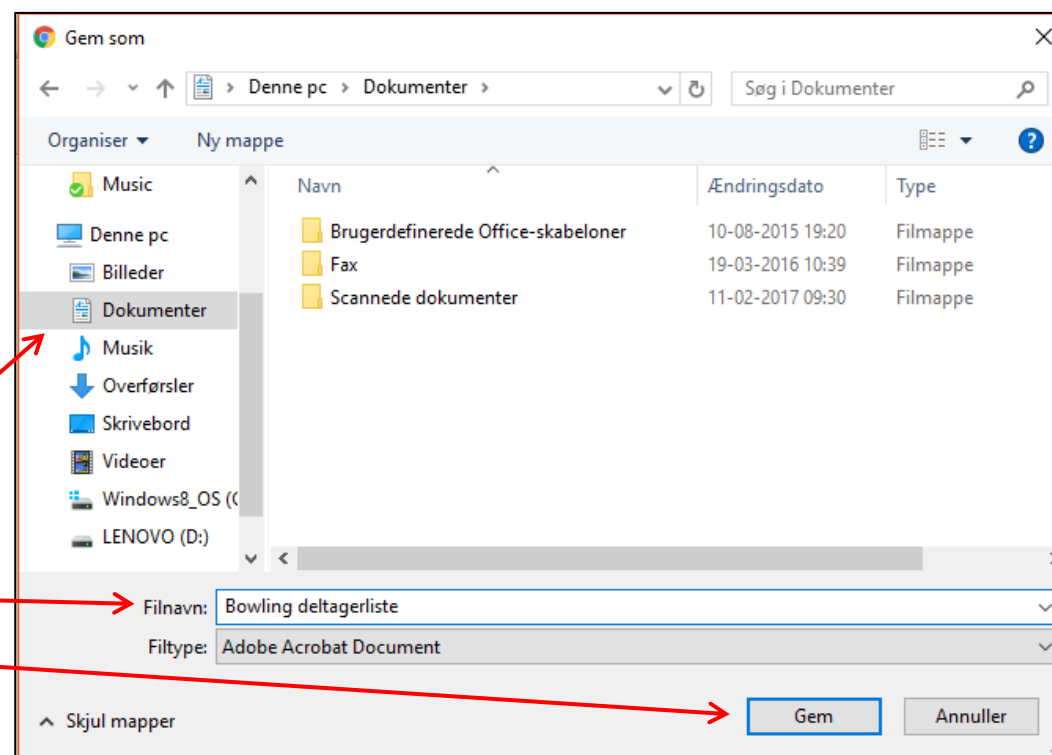 Gem som
Denne pc > Dokumenter >
Søg i Dokumenter
Organiser
Ny mappe
?
Music
Denne pc
Billeder
Dokumenter
Musik
Overførsler
Skrivebord
Videoer
Windows8_OS (
LENOVO (D:)
Navn Ændringsdato Type
Brugerdefinerede Office-skabeloner 10-08-2015 19:20 Filmappe
Fax 19-03-2016 10:39 Filmappe
Scannede dokumenter 11-02-2017 09:30 Filmappe
Filnavn: Bowling deltagerliste
Filtype: Adobe Acrobat Document
Skjul mapper
Gem
Annuller